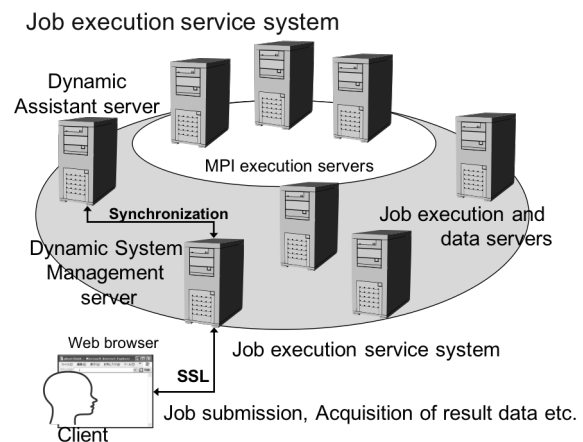 Job execution service system
Dynamic
Assistant server
MPI execution servers
Synchronization
Job execution and
data servers
Dynamic System
Management
server
Web browser
Job execution service system
SSL
Job submission, Acquisition of result data etc.
Client